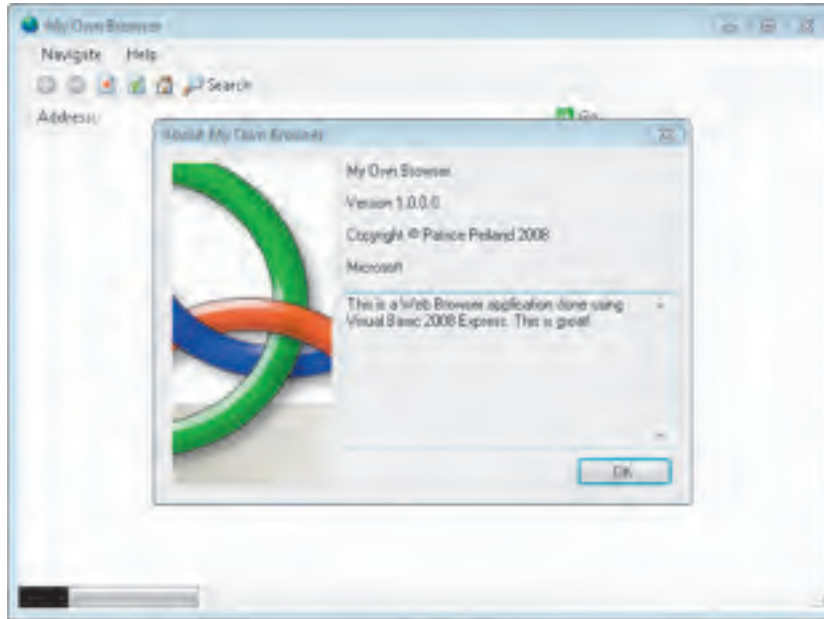 My Own Browser
Navigate Help
Search
Address:
Go
About My Own Browser
My Own Browser
Version 1.0.0.0
Copyright © Patrice Pelland 2008
Microsoft
This is a Web Browser application done using
Visual Basic 2008 Express. This is great!
OK